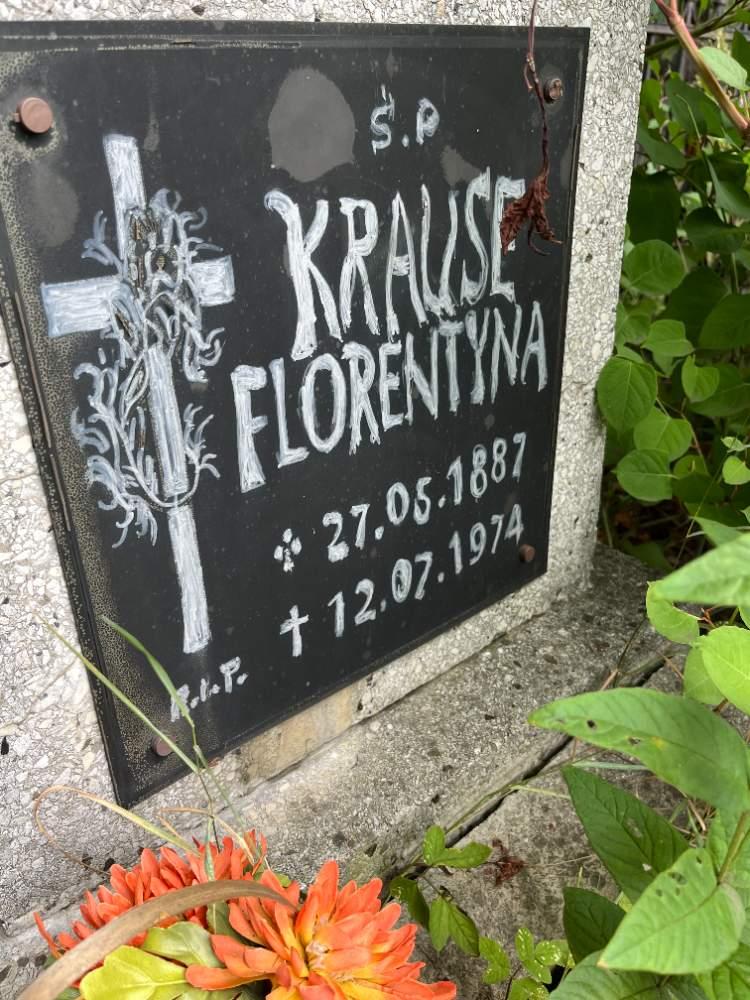 Ś.P
KRAUSE
FLORENTYNA
27.05.1887
† 12.07.1974
R.I.P.